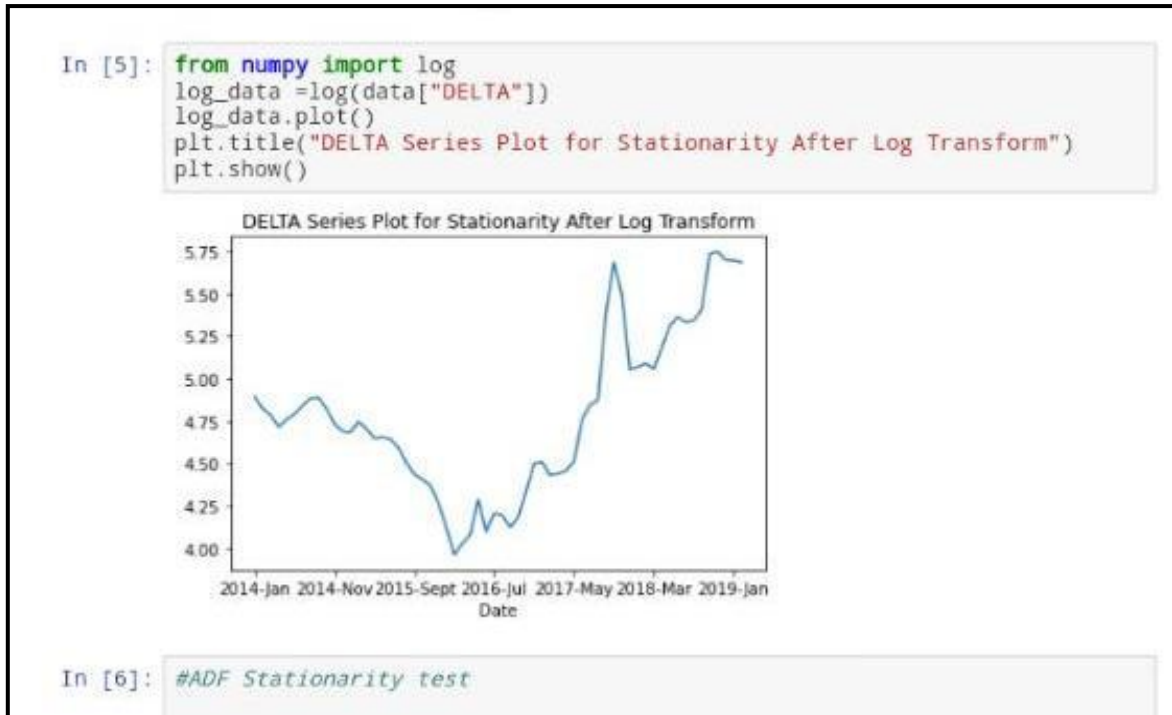 In [5]: from numpy import log
log_data =log(data["DELTA"])
log_data.plot()
plt.title("DELTA Series Plot for Stationarity After Log Transform")
plt.show()
DELTA Series Plot for Stationarity After Log Transform
5.75
5.50
5.25
5.00
4.75
4.50
4.25
4.00
2014-Jan 2014-Nov 2015-Sept 2016-Jul 2017-May 2018-Mar 2019-Jan
Date
In [6]: #ADF Stationarity test